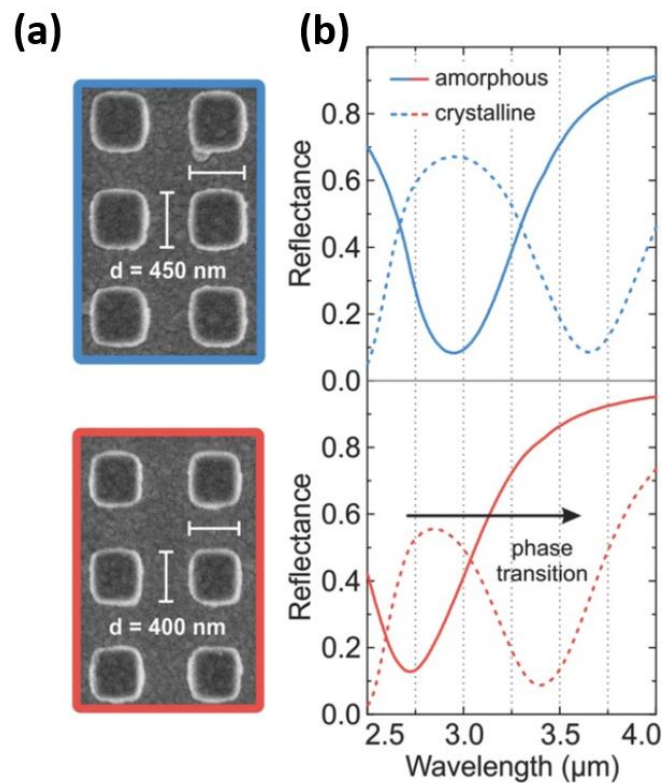 (a)
(b)
d = 450 nm
d = 400 nm
amorphous
crystalline
Reflectance
0.8
0.6
0.4
0.2
0.0
phase
transition
Reflectance
0.8
0.6
0.4
0.2
0.0
2.5 3.0 3.5 4.0
Wavelength (μm)